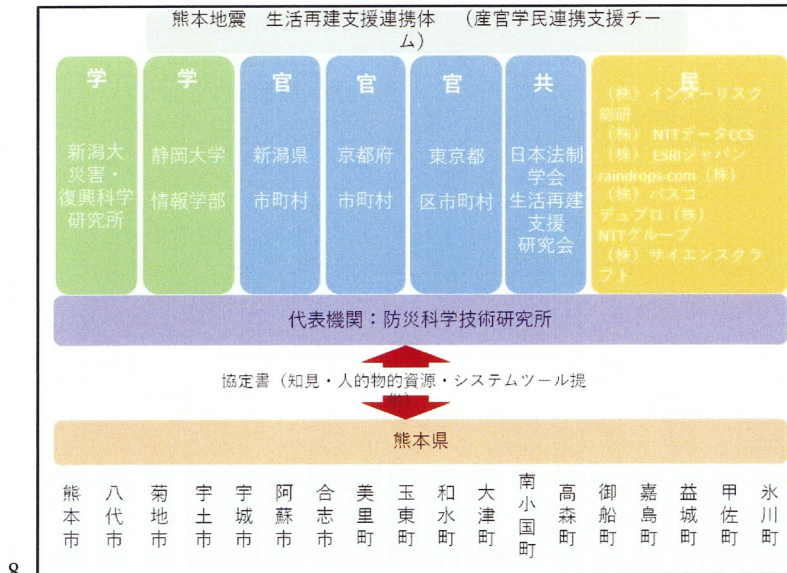 熊本地震　生活再建支援連携体　（産官学民連携支援チー
ム）
学
新潟大
災害・
復興科学
研究所
学
静岡大学
情報学部
官
新潟県
市町村
官
京都府
市町村
官
東京都
区市町村
共
日本法制
学会
生活再建
支援
研究会
民
（株）インターリスク
総研
（株）NTTデータCCS
（株）ESRIジャパン
raindrops-com（株）
（株）パスコ
デュプロ（株）
NTTグループ
（株）サイエンスクラ
フト
代表機関：防災科学技術研究所
協定書（知見・人的物的資源・システムツール提
供）
熊本県
熊本市
八代市
菊地市
宇土市
宇城市
阿蘇市
合志市
美里町
玉東町
和水町
大津町
南小国町
高森町
御船町
嘉島町
益城町
甲佐町
氷川町
8